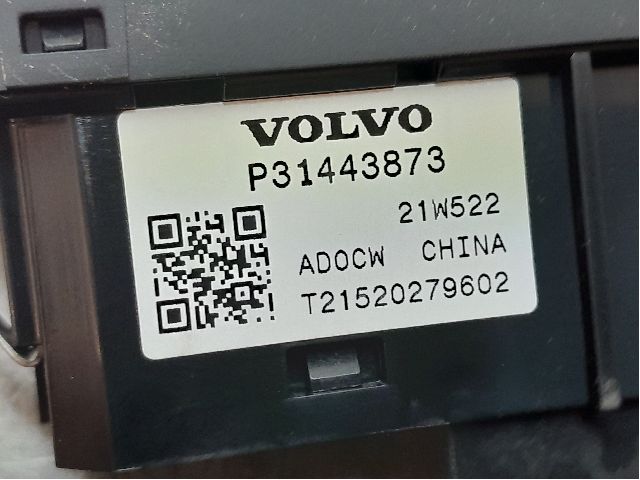 VOLVO
P31443873
21W522
ADOCW CHINA
T21520279602